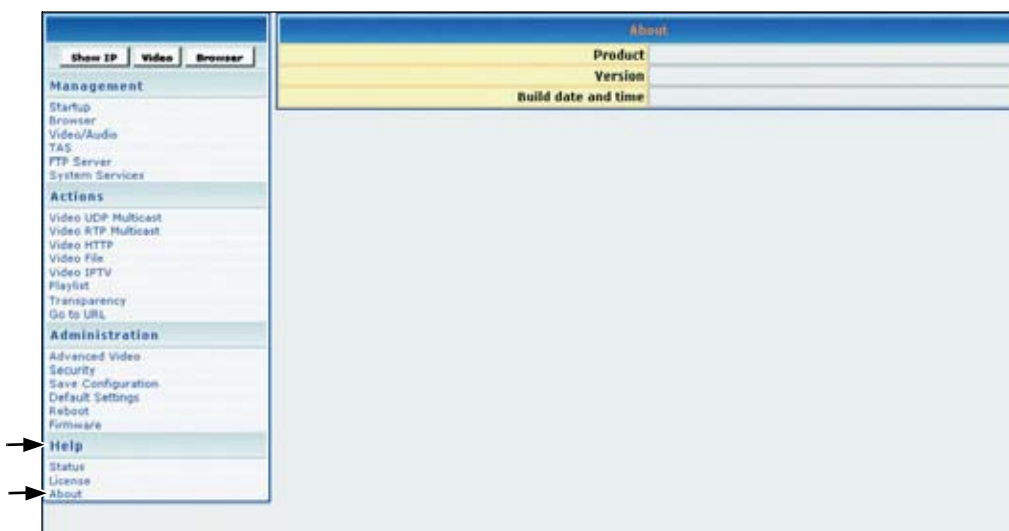 Show IP Video Browser
Management
Startup
Browser
Video/Audio
TAS
FTP Server
System Services
Actions
Video UDP Multicast
Video RTP Multicast
Video HTTP
Video File
Video IPTV
Playlist
Transparency
Go to URL
Administration
Advanced Video
Security
Save Configuration
Default Settings
Reboot
Firmware
Help
Status
License
About
About
Product
Version
Build date and time